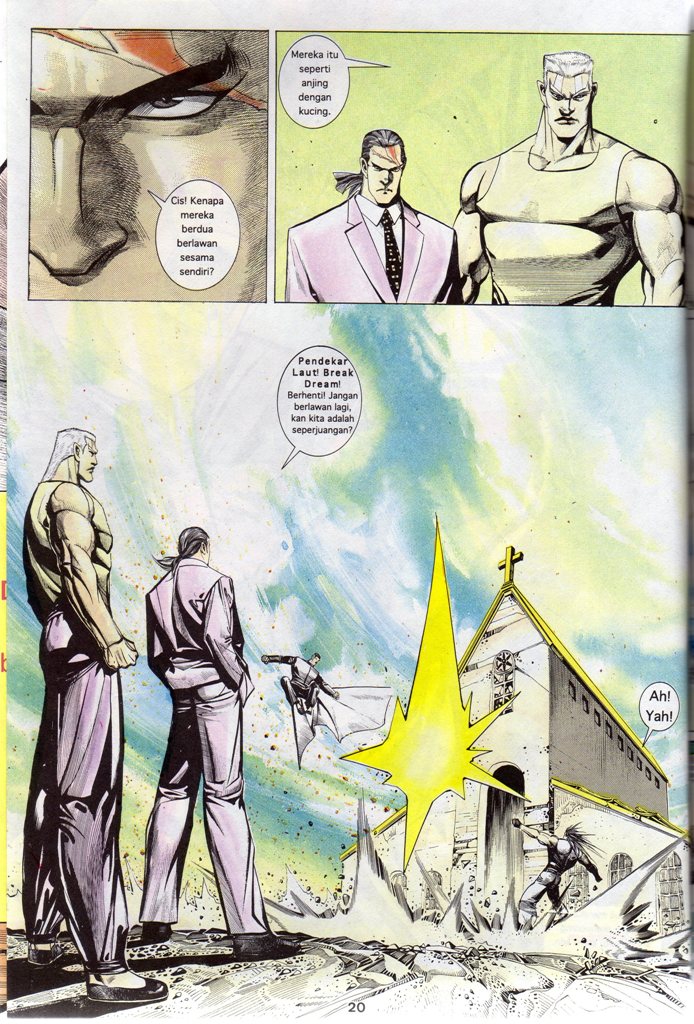 Cis! Kenapa
mereka
berdua
berlawan
sesama
sendiri?
Mereka itu
seperti
anjing
dengan
kucing.
Pendekar
Laut! Break
Dream!
Berhenti! Jangan
berlawan lagi,
kan kita adalah
seperjuangan?
Ah!
Yah!
20